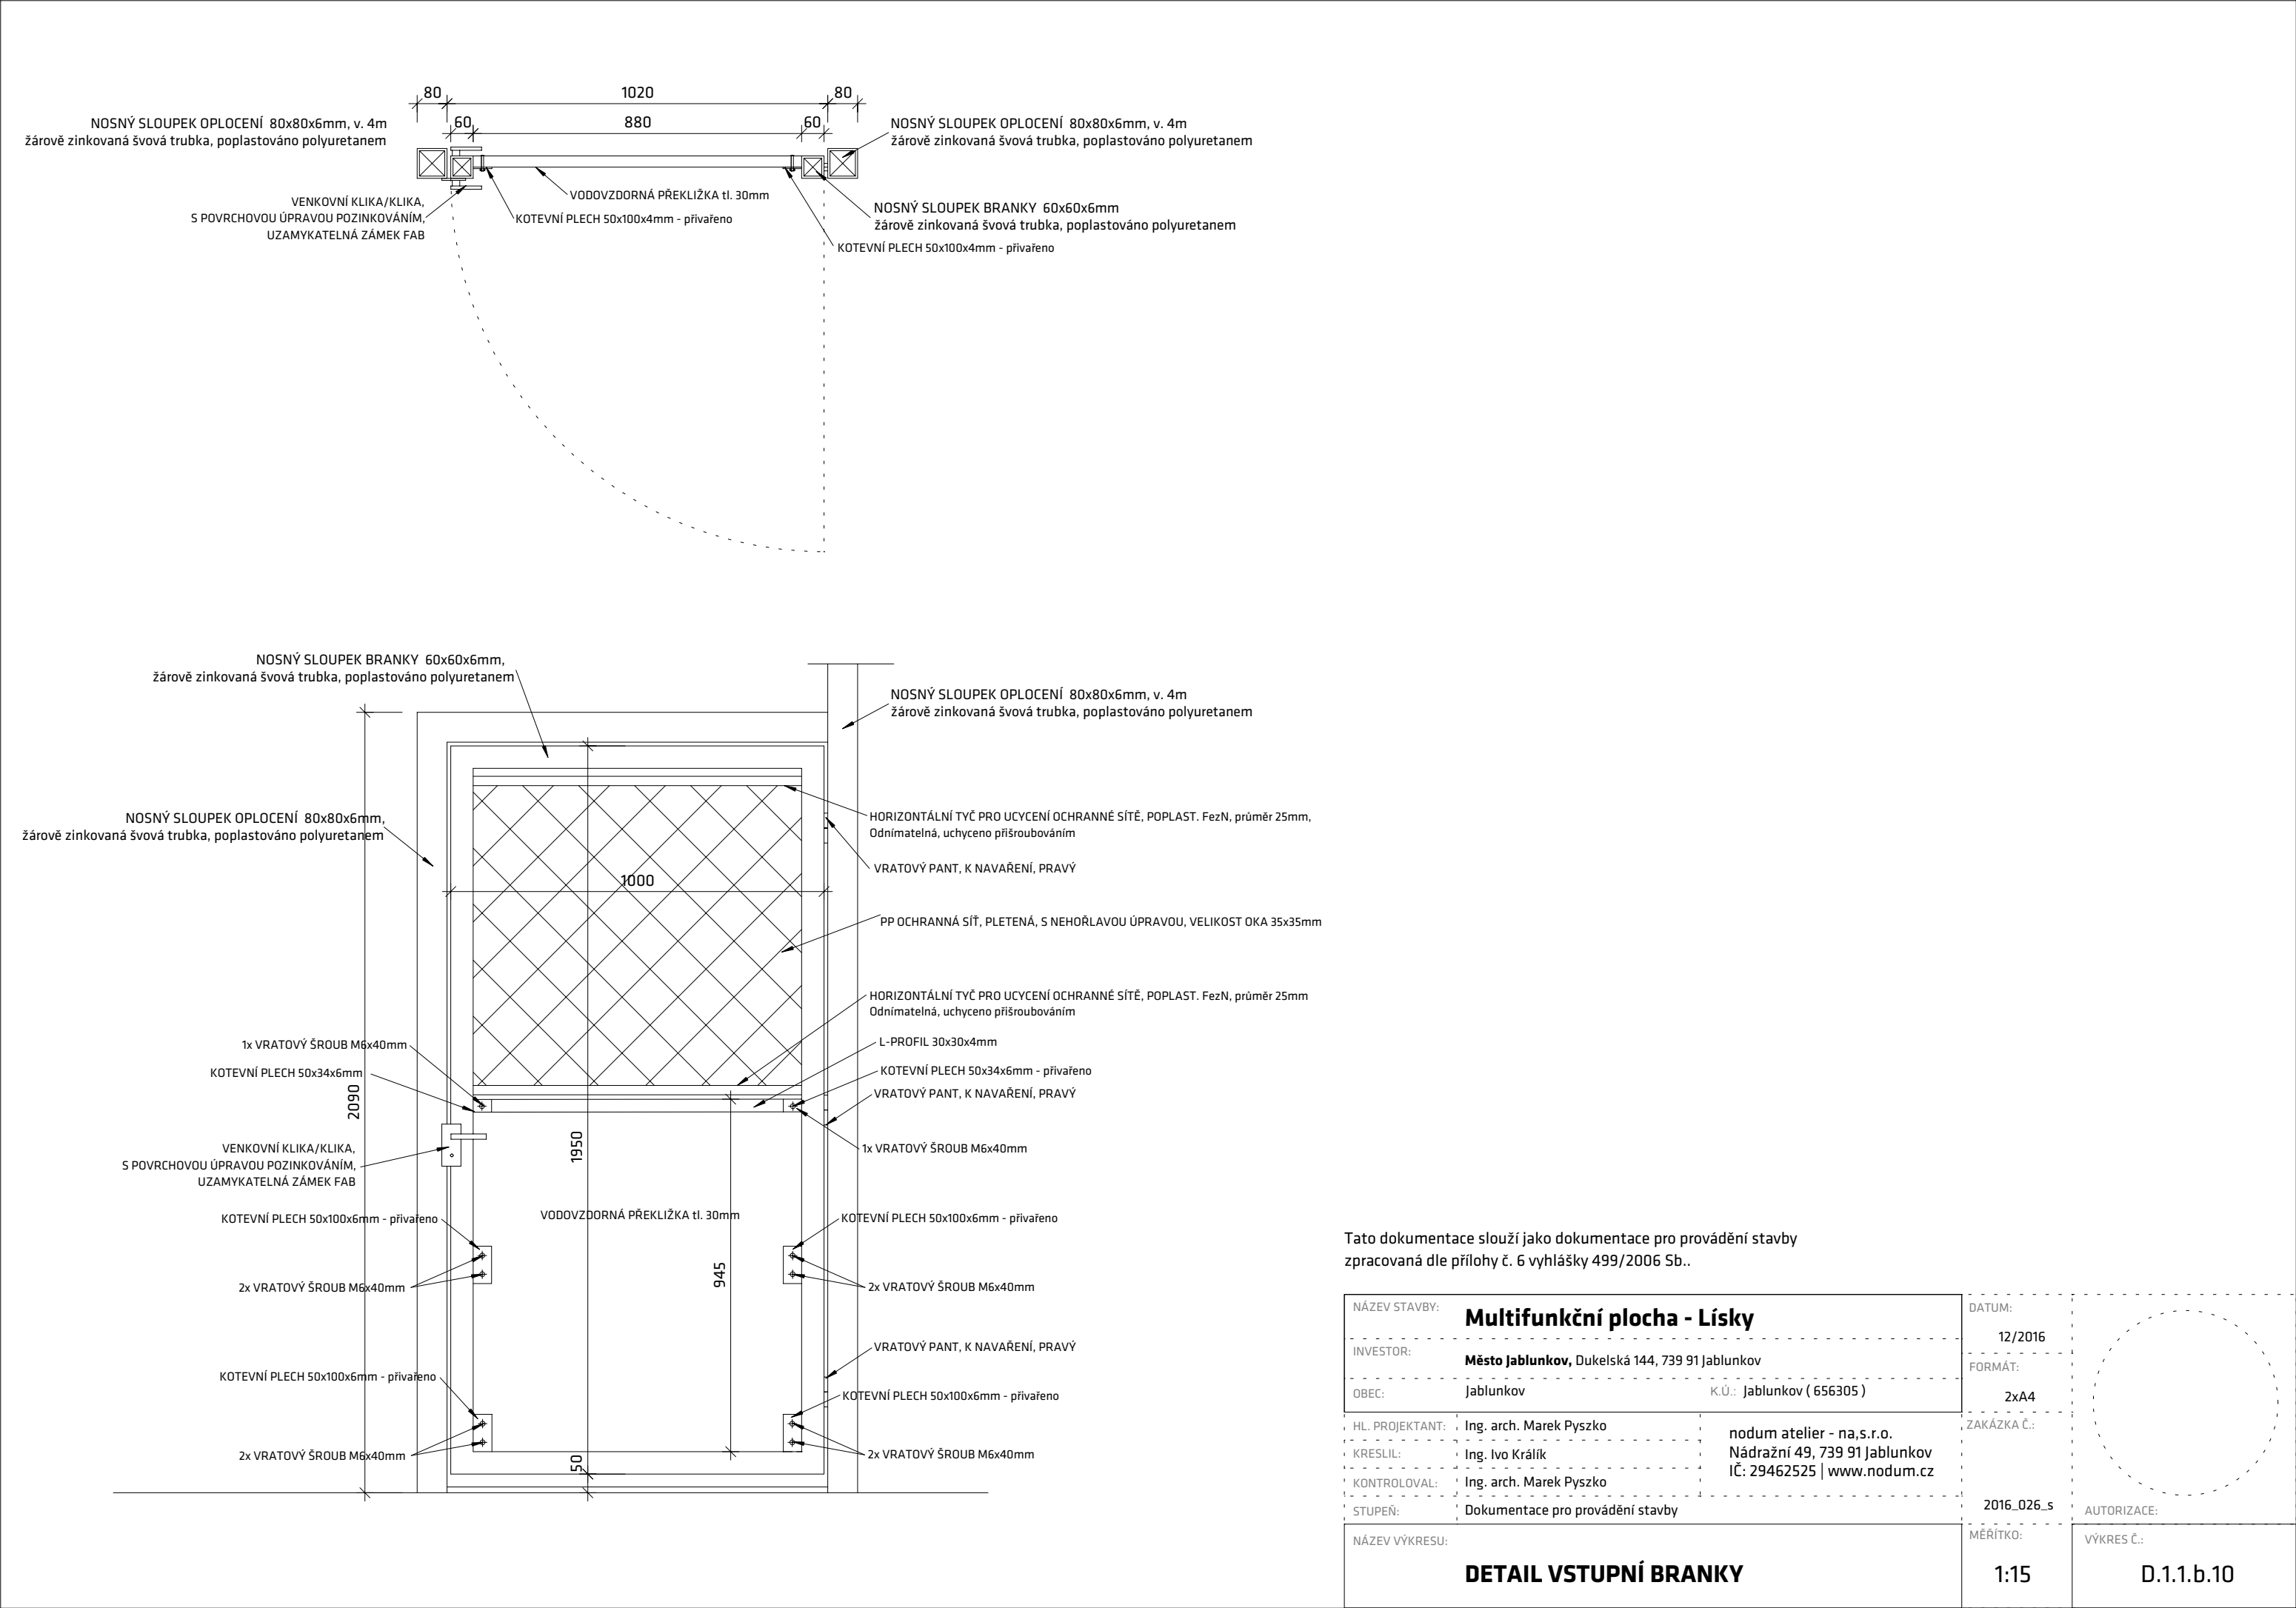 80
1020
80
60
880
60
NOSNÝ SLOUPEK OPLOCENÍ 80x80x6mm, v. 4m
žárově zinkovaná švová trubka, poplastováno polyuretanem
NOSNÝ SLOUPEK OPLOCENÍ 80x80x6mm, v. 4m
žárově zinkovaná švová trubka, poplastováno polyuretanem
VENKOVNÍ KLIKA/KLIKA,
S POVRCHOVOU ÚPRAVOU POZINKOVÁNÍM,
UZAMYKATELNÁ ZÁMEK FAB
VODOVZDORNÁ PŘEKLIŽKA tl. 30mm
KOTEVNÍ PLECH 50x100x4mm - přivařeno
NOSNÝ SLOUPEK BRANKY 60x60x6mm
žárově zinkovaná švová trubka, poplastováno polyuretanem
KOTEVNÍ PLECH 50x100x4mm - přivařeno
NOSNÝ SLOUPEK BRANKY 60x60x6mm,
žárově zinkovaná švová trubka, poplastováno polyuretanem
NOSNÝ SLOUPEK OPLOCENÍ 80x80x6mm, v. 4m
žárově zinkovaná švová trubka, poplastováno polyuretanem
NOSNÝ SLOUPEK OPLOCENÍ 80x80x6mm,
žárově zinkovaná švová trubka, poplastováno polyuretanem
HORIZONTÁLNÍ TYČ PRO UCYCENÍ OCHRANNÉ SÍTĚ, POPLAST. FezN, průměr 25mm,
Odnímatelná, uchyceno přišroubováním
VRATOVÝ PANT, K NAVAŘENÍ, PRAVÝ
1000
PP OCHRANNÁ SÍŤ, PLETENÁ, S NEHOŘLAVOU ÚPRAVOU, VELIKOST OKA 35x35mm
HORIZONTÁLNÍ TYČ PRO UCYCENÍ OCHRANNÉ SÍTĚ, POPLAST. FezN, průměr 25mm
Odnímatelná, uchyceno přišroubováním
1x VRATOVÝ ŠROUB M6x40mm
L-PROFIL 30x30x4mm
KOTEVNÍ PLECH 50x34x6mm
KOTEVNÍ PLECH 50x34x6mm - přivařeno
VRATOVÝ PANT, K NAVAŘENÍ, PRAVÝ
2090
1950
VENKOVNÍ KLIKA/KLIKA,
S POVRCHOVOU ÚPRAVOU POZINKOVÁNÍM,
UZAMYKATELNÁ ZÁMEK FAB
1x VRATOVÝ ŠROUB M6x40mm
VODOVZDORNÁ PŘEKLIŽKA tl. 30mm
KOTEVNÍ PLECH 50x100x6mm - přivařeno
KOTEVNÍ PLECH 50x100x6mm - přivařeno
945
2x VRATOVÝ ŠROUB M6x40mm
2x VRATOVÝ ŠROUB M6x40mm
VRATOVÝ PANT, K NAVAŘENÍ, PRAVÝ
KOTEVNÍ PLECH 50x100x6mm - přivařeno
KOTEVNÍ PLECH 50x100x6mm - přivařeno
2x VRATOVÝ ŠROUB M6x40mm
2x VRATOVÝ ŠROUB M6x40mm
50
Tato dokumentace slouží jako dokumentace pro provádění stavby
zpracovaná dle přílohy č. 6 vyhlášky 499/2006 Sb..
NÁZEV STAVBY: Multifunkční plocha - Lísky
INVESTOR: Město Jablunkov, Dukelská 144, 739 91 Jablunkov
OBEC: Jablunkov K.Ú.: Jablunkov ( 656305 )
HL. PROJEKTANT: Ing. arch. Marek Pyszko
KRESLIL: Ing. Ivo Králík
KONTROLOVAL: Ing. arch. Marek Pyszko
STUPEŇ: Dokumentace pro provádění stavby
nodum atelier - na,s.r.o.
Nádražní 49, 739 91 Jablunkov
IČ: 29462525 | www.nodum.cz
DATUM:
12/2016
FORMÁT:
2xA4
ZAKÁZKA Č.:
2016_026_s
AUTORIZACE:
NÁZEV VÝKRESU:
DETAIL VSTUPNÍ BRANKY
MĚŘÍTKO:
1:15
VÝKRES Č.:
D.1.1.b.10